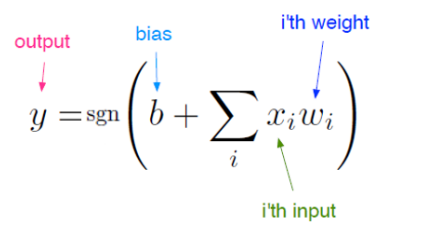 i'th weight
bias
output
y = sgn(b + ∑ x_i w_i)
i
i'th input